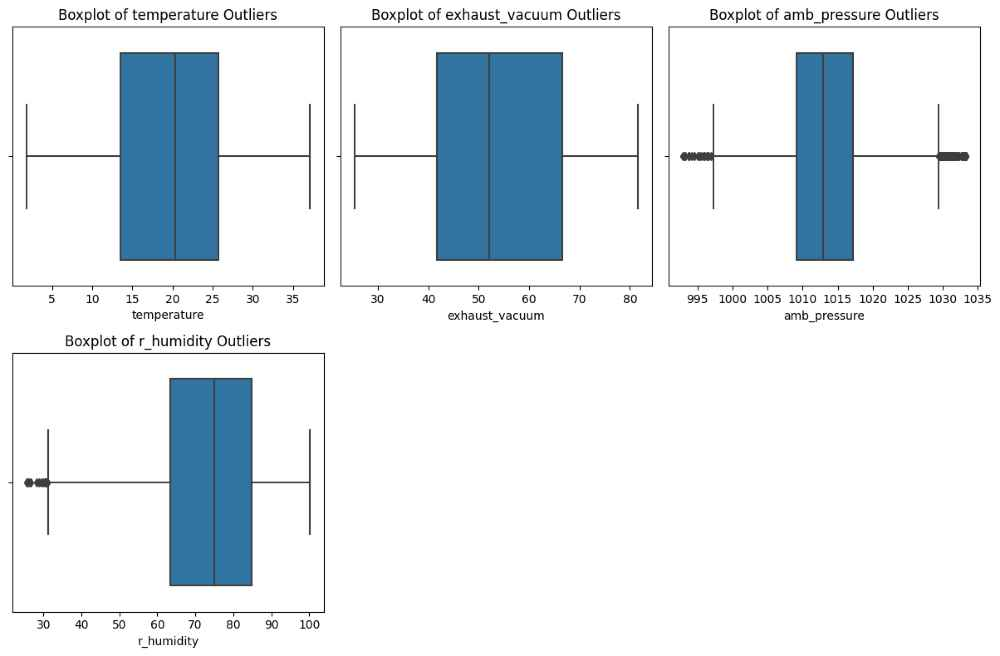 Boxplot of temperature Outliers
5 10 15 20 25 30 35
temperature
Boxplot of exhaust_vacuum Outliers
30 40 50 60 70 80
exhaust_vacuum
Boxplot of amb_pressure Outliers
995 1000 1005 1010 1015 1020 1025 1030 1035
amb_pressure
Boxplot of r_humidity Outliers
30 40 50 60 70 80 90 100
r_humidity